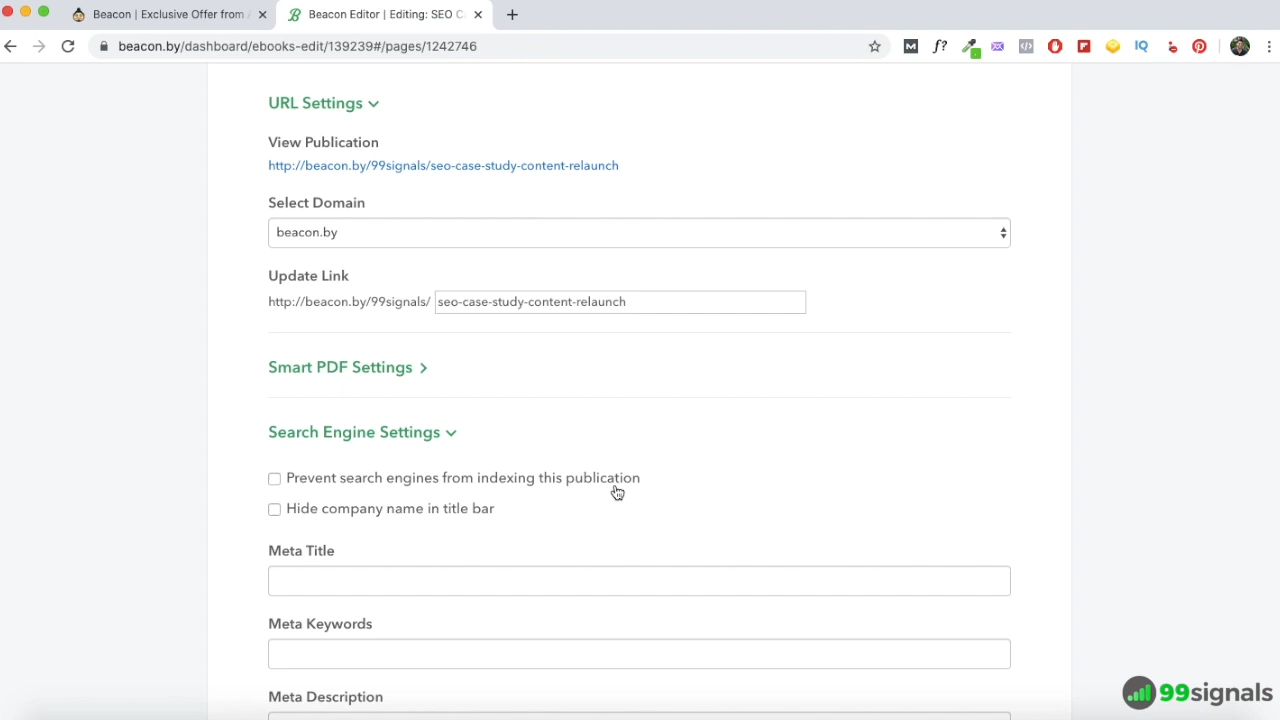 Beacon | Exclusive Offer from
Beacon Editor | Editing: SEO C
beacon.by/dashboard/ebooks-edit/139239#/pages/1242746
M
f?
IQ
URL Settings
View Publication
http://beacon.by/99signals/seo-case-study-content-relaunch
Select Domain
beacon.by
Update Link
http://beacon.by/99signals/ seo-case-study-content-relaunch
Smart PDF Settings
Search Engine Settings
Prevent search engines from indexing this publication
Hide company name in title bar
Meta Title
Meta Keywords
Meta Description
99signals